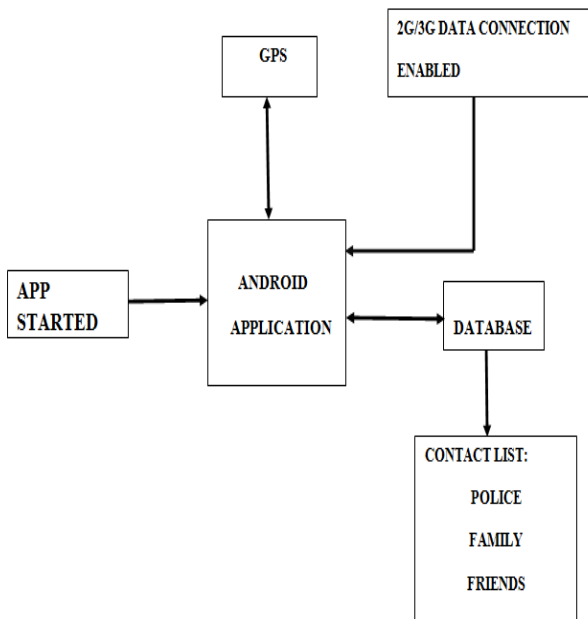 2G/3G DATA CONNECTION
ENABLED
GPS
APP
STARTED
ANDROID
APPLICATION
DATABASE
CONTACT LIST:
POLICE
FAMILY
FRIENDS